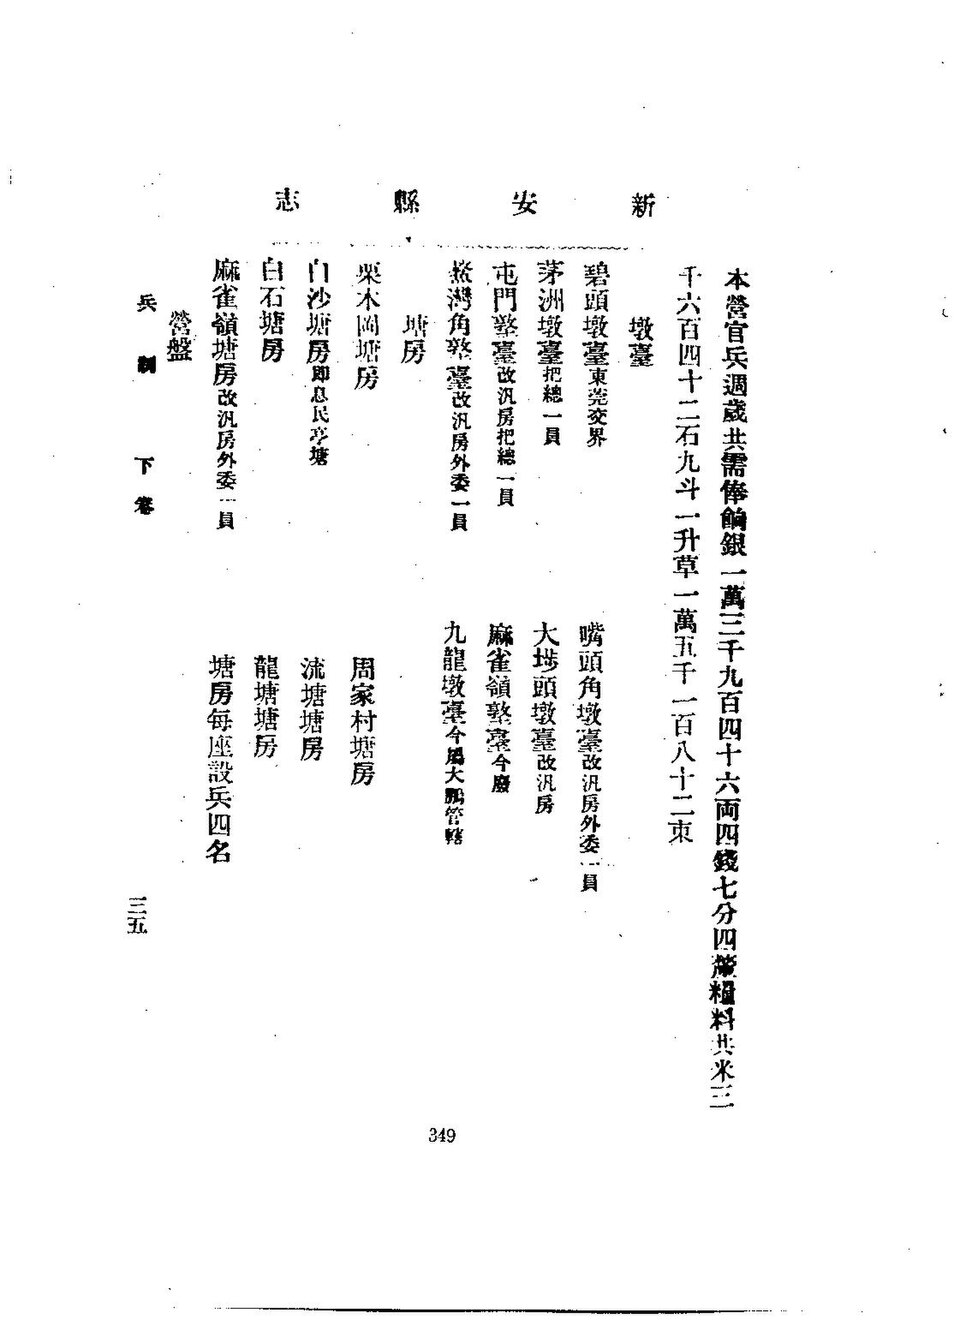 新安縣志
本營官兵週歲共需俸餉銀一萬三千九百四十六両四錢七分四釐糧料共米三
千六百四十二石九斗一升草一萬五千一百八十二束
墩臺
碧頭墩臺東莞交界
嘴頭角墩臺改汛房外委一員
茅洲墩臺把總一員
大埗頭墩臺改汛房
屯門墩臺改汛房把總一員
麻雀嶺墩臺今廢
鰲灣角墩臺改汛房外委一員
九龍墩臺今屬大鵬管轄
塘房
栗木岡塘房
周家村塘房
白沙塘房即息民亭塘
流塘塘房
白石塘房
龍塘塘房
麻雀嶺塘房改汛房外委一員
塘房每座設兵四名
營盤
兵制 下卷
三五
349